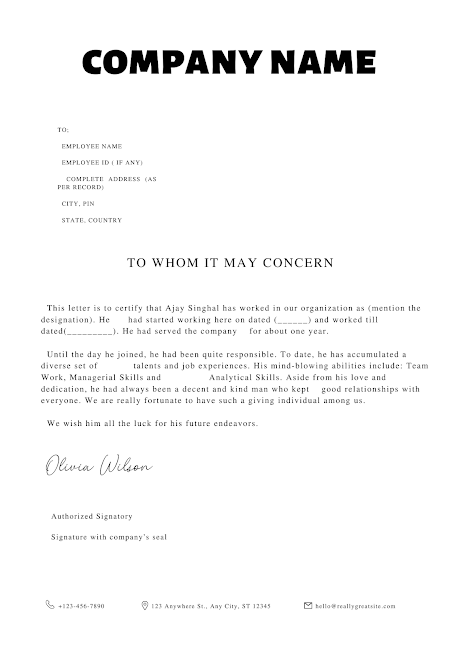 COMPANY NAME
TO;
EMPLOYEE NAME
EMPLOYEE ID ( IF ANY)
COMPLETE ADDRESS (AS
PER RECORD)
CITY, PIN
STATE, COUNTRY
TO WHOM IT MAY CONCERN
This letter is to certify that Ajay Singhal has worked in our organization as (mention the
designation). He had started working here on dated (______) and worked till
dated(_________). He had served the company for about one year.
Until the day he joined, he had been quite responsible. To date, he has accumulated a
diverse set of talents and job experiences. His mind-blowing abilities include: Team
Work, Managerial Skills and Analytical Skills. Aside from his love and
dedication, he had always been a decent and kind man who kept good relationships with
everyone. We are really fortunate to have such a giving individual among us.
We wish him all the luck for his future endeavors.
Olivia Wilson
Authorized Signatory
Signature with company's seal
+123-456-7890
123 Anywhere St., Any City, ST 12345
hello@reallygreatsite.com